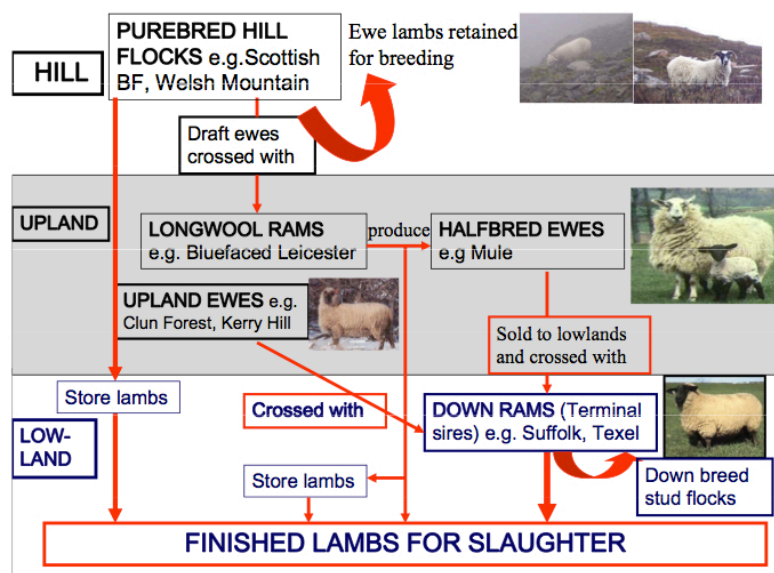 PUREBRED HILL
FLOCKS e.g.Scottish
BF, Welsh Mountain
Ewe lambs retained
for breeding
HILL
Draft ewes
crossed with
UPLAND
LONGWOOL RAMS
e.g. Bluefaced Leicester
produce
HALFBRED EWES
e.g Mule
UPLAND EWES e.g.
Clun Forest, Kerry Hill
Sold to lowlands
and crossed with
Store lambs
Crossed with
DOWN RAMS (Terminal
sires) e.g. Suffolk, Texel
LOW-
LAND
Store lambs
Down breed
stud flocks
FINISHED LAMBS FOR SLAUGHTER